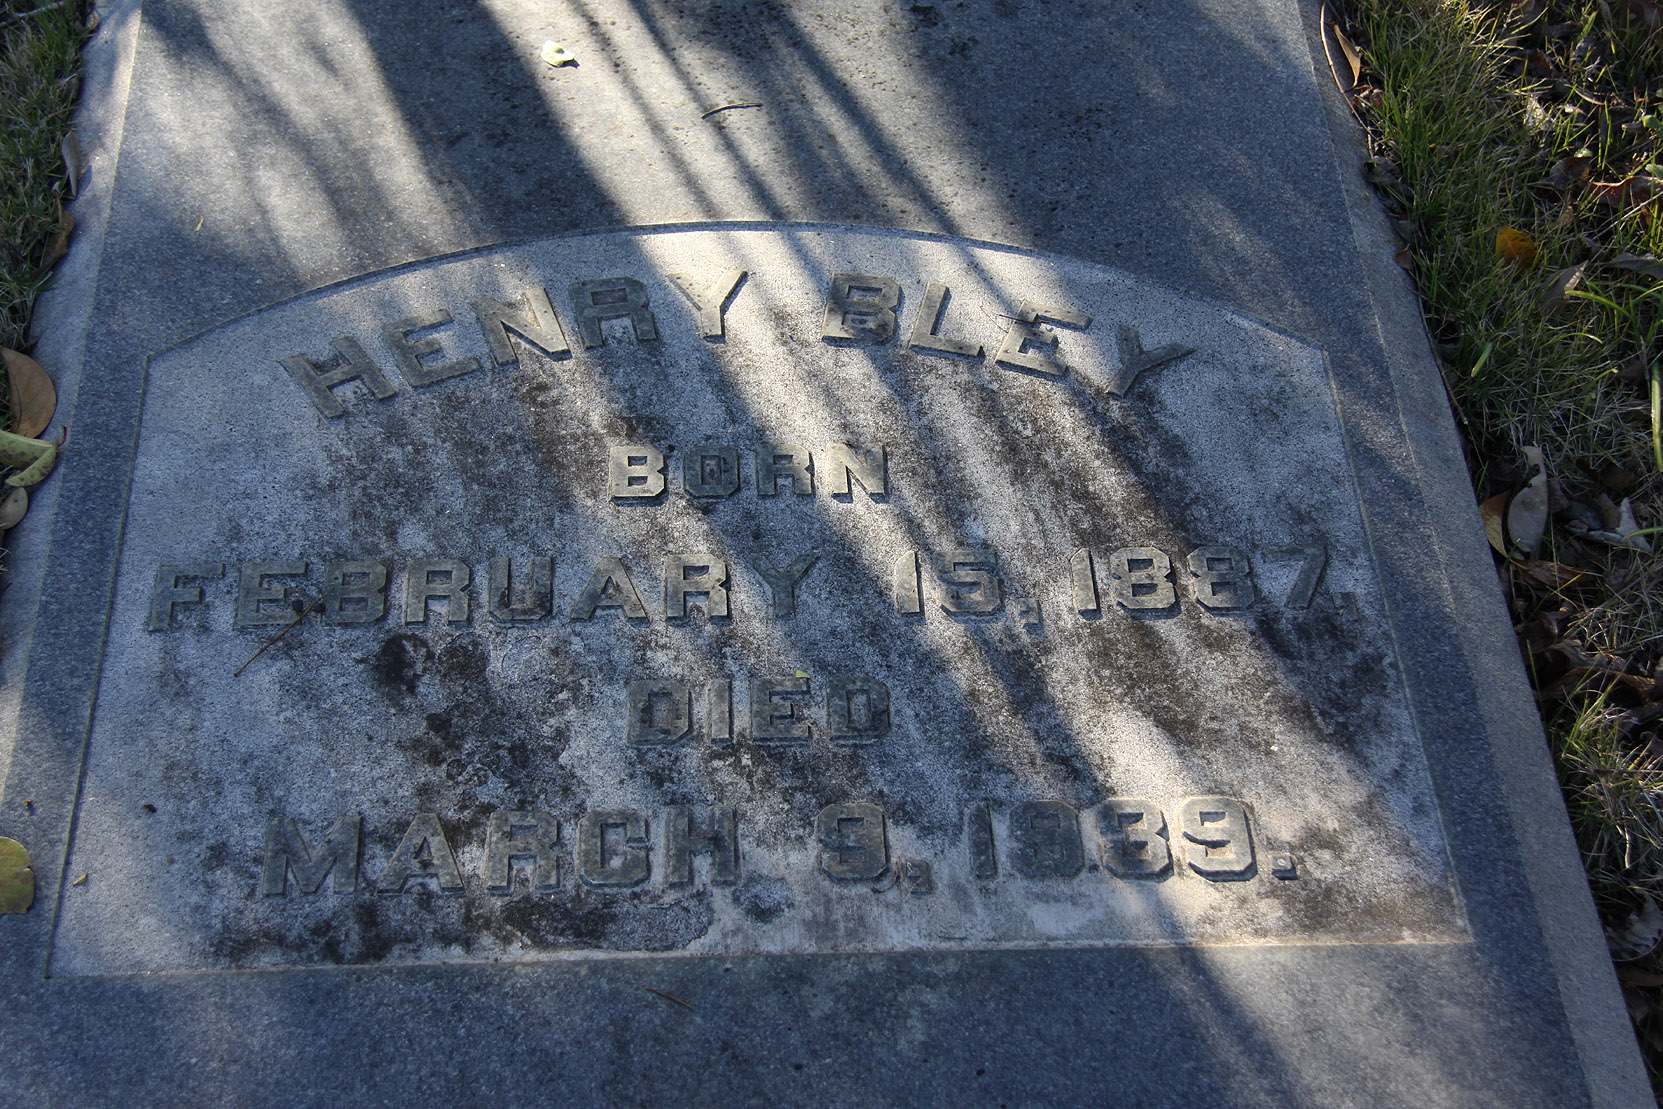 HENRY BLEY
BORN
FEBRUARY 15, 1887,
DIED
MARCH 9, 1939.